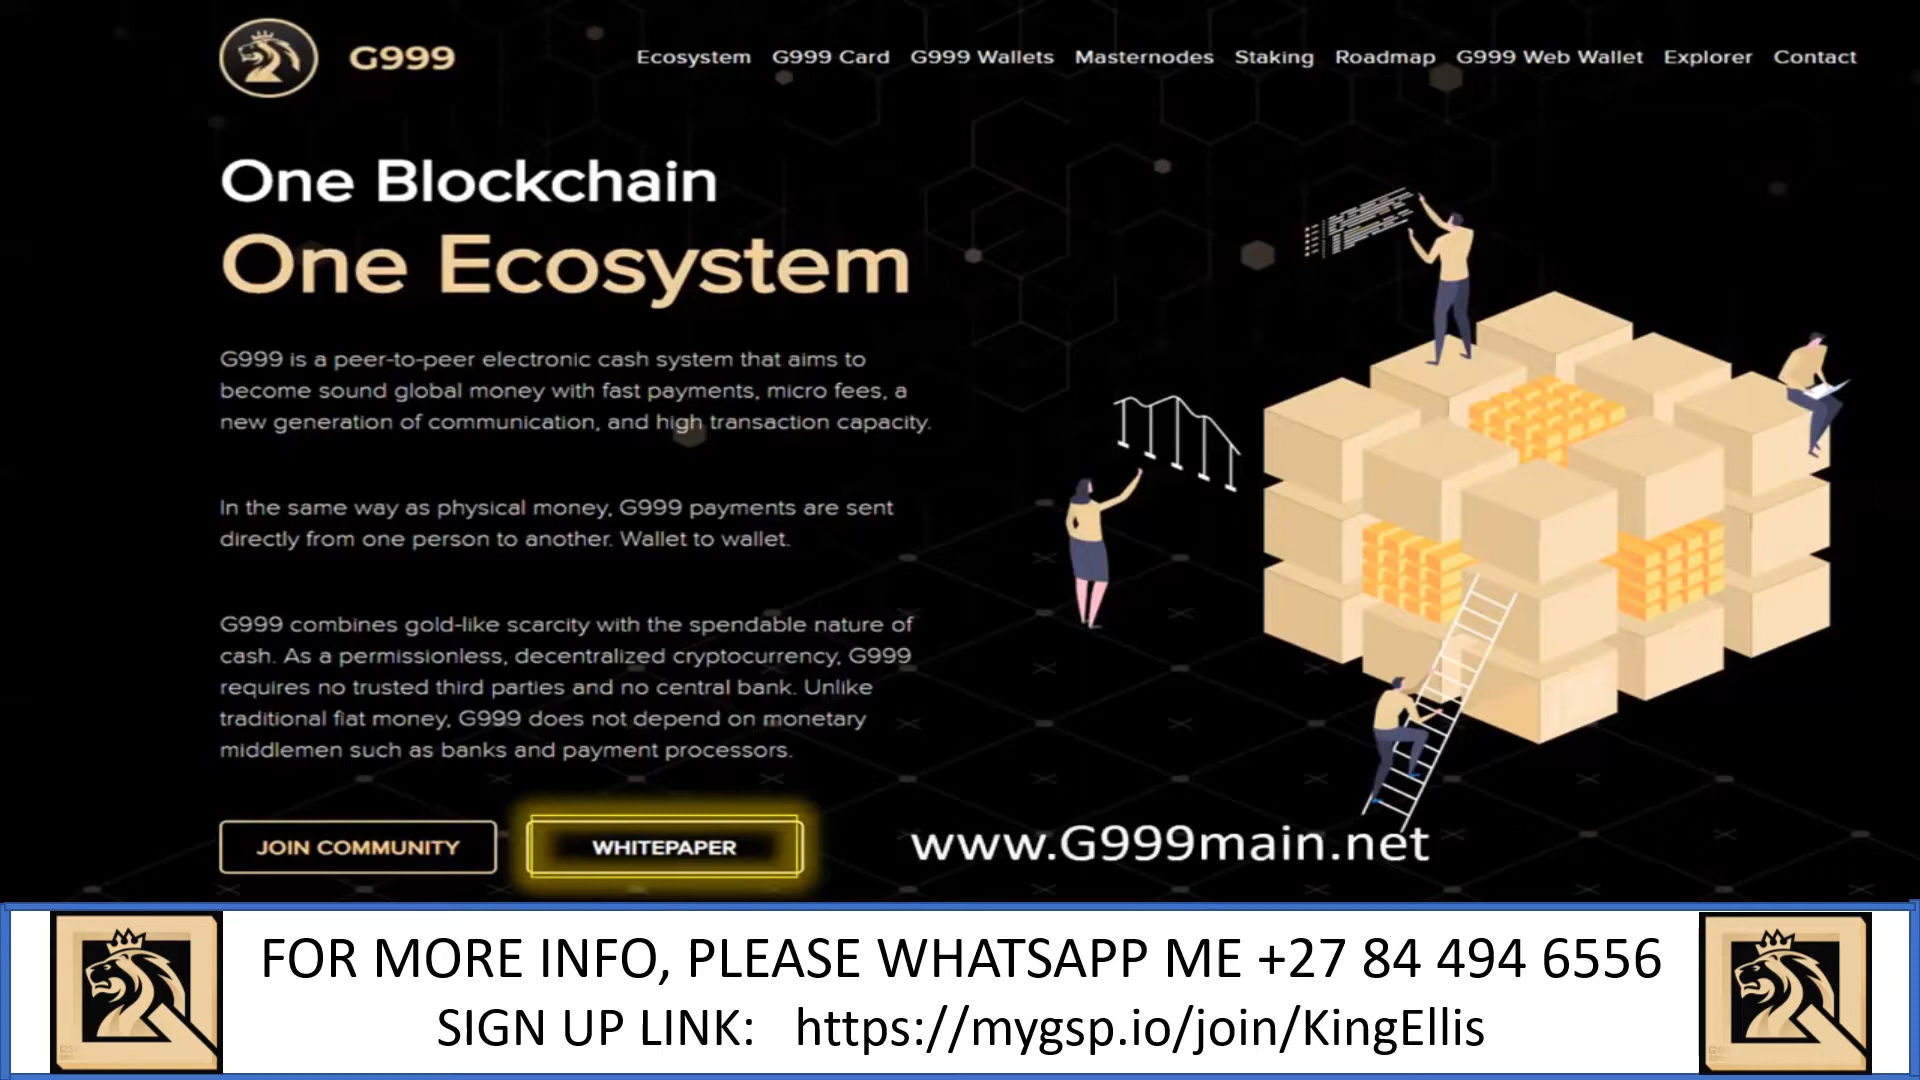 G999
Ecosystem G999 Card G999 Wallets Masternodes Staking Roadmap G999 Web Wallet Explorer Contact
One Blockchain
One Ecosystem
G999 is a peer-to-peer electronic cash system that aims to
become sound global money with fast payments, micro fees, a
new generation of communication, and high transaction capacity.
In the same way as physical money, G999 payments are sent
directly from one person to another. Wallet to wallet.
G999 combines gold-like scarcity with the spendable nature of
cash. As a permissionless, decentralized cryptocurrency, G999
requires no trusted third parties and no central bank. Unlike
traditional fiat money, G999 does not depend on monetary
middlemen such as banks and payment processors.
JOIN COMMUNITY
WHITEPAPER
www.G999main.net
FOR MORE INFO, PLEASE WHATSAPP ME +27 84 494 6556
SIGN UP LINK: https://mygsp.io/join/KingEllis